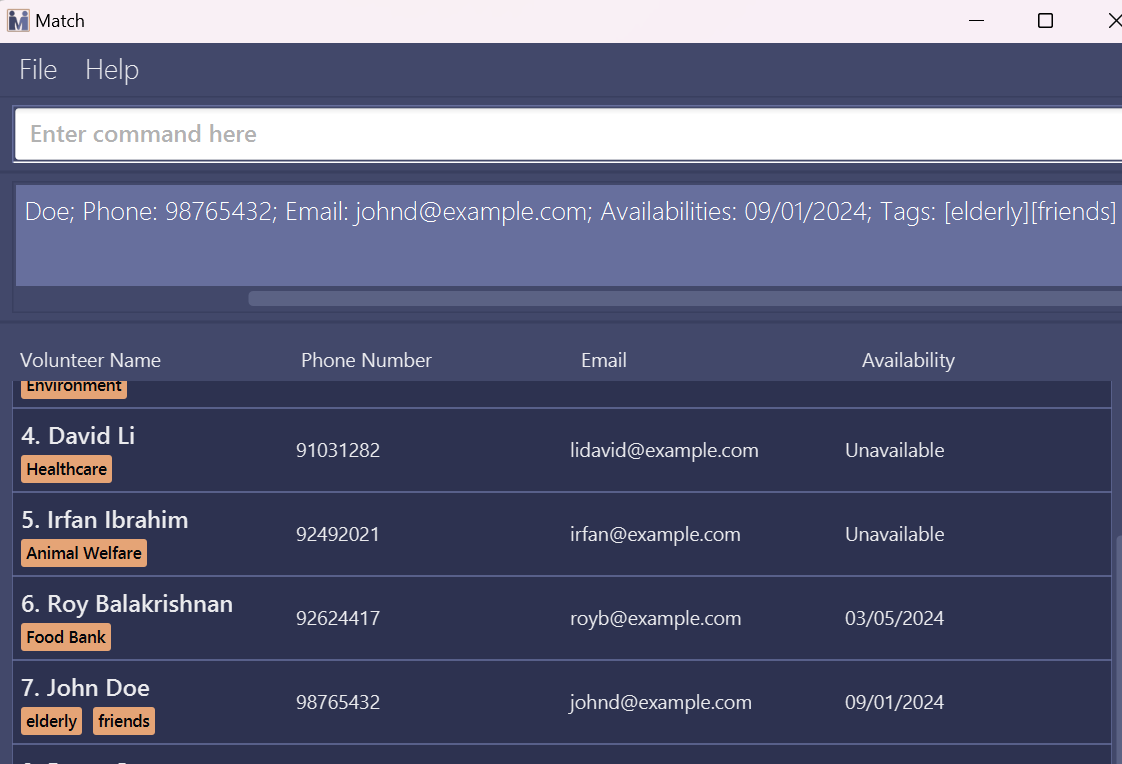 Match
File Help
Enter command here
Doe; Phone: 98765432; Email: johnd@example.com; Availabilities: 09/01/2024; Tags: [elderly][friends]
Volunteer Name Phone Number Email Availability
Environment
4. David Li
Healthcare
91031282 lidavid@example.com Unavailable
5. Irfan Ibrahim
Animal Welfare
92492021 irfan@example.com Unavailable
6. Roy Balakrishnan
Food Bank
92624417 royb@example.com 03/05/2024
7. John Doe
elderly friends
98765432 johnd@example.com 09/01/2024